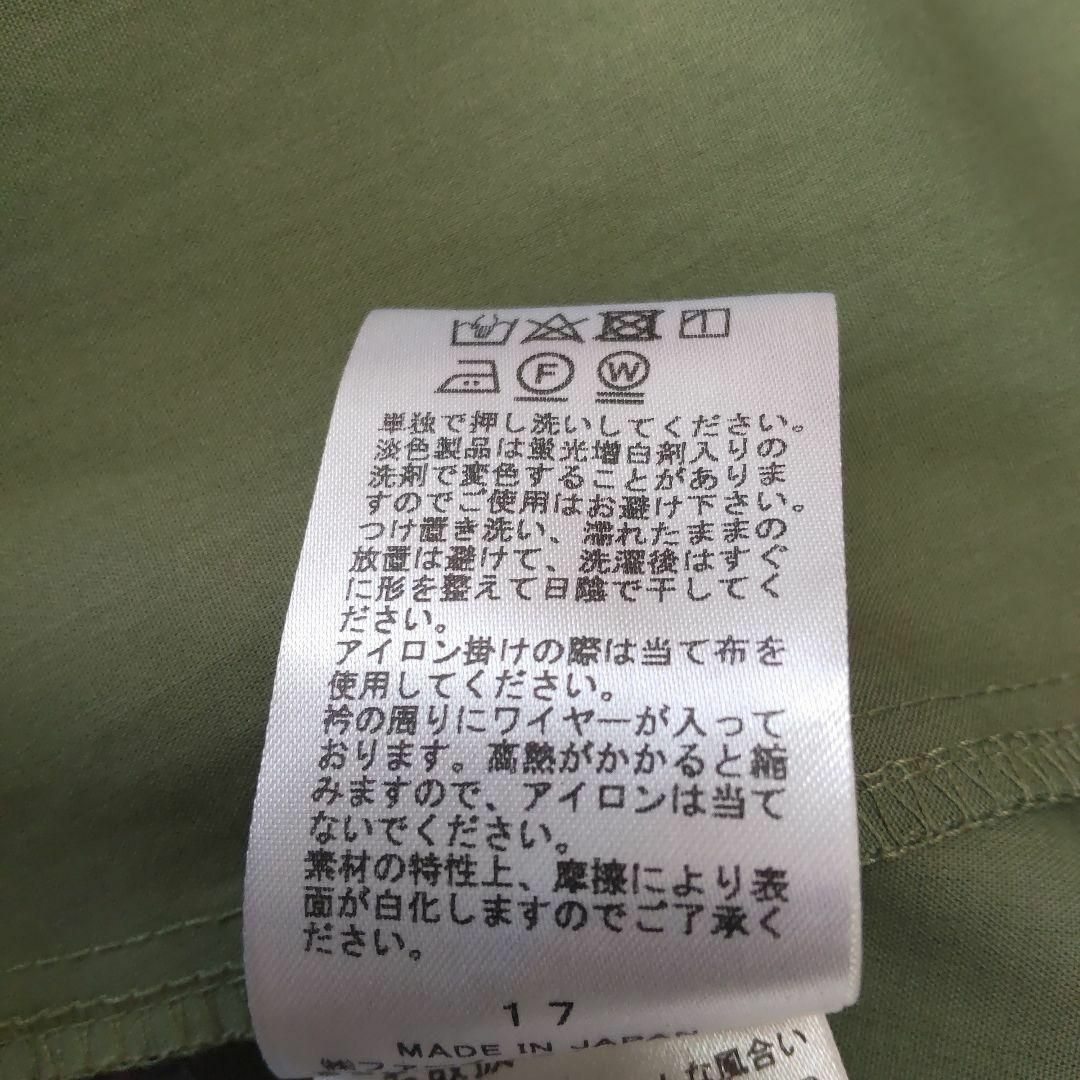 F W
単独で押し洗いしてください。
淡色製品は蛍光増白剤入りの
洗剤で変色することがありま
すのでご使用はお避け下さい。
つけ置き洗い、濡れたままの
放置は避けて、洗濯後はすぐ
に形を整えて日陰で干してく
ださい。
アイロン掛けの際は当て布を
使用してください。
衿の周りにワイヤーが入って
おります。高熱がかかると縮
みますので、アイロンは当て
ないでください。
素材の特性上、摩擦により表
面が白化しますのでご了承く
ださい。
17
MADE IN JAPAN
な風合い